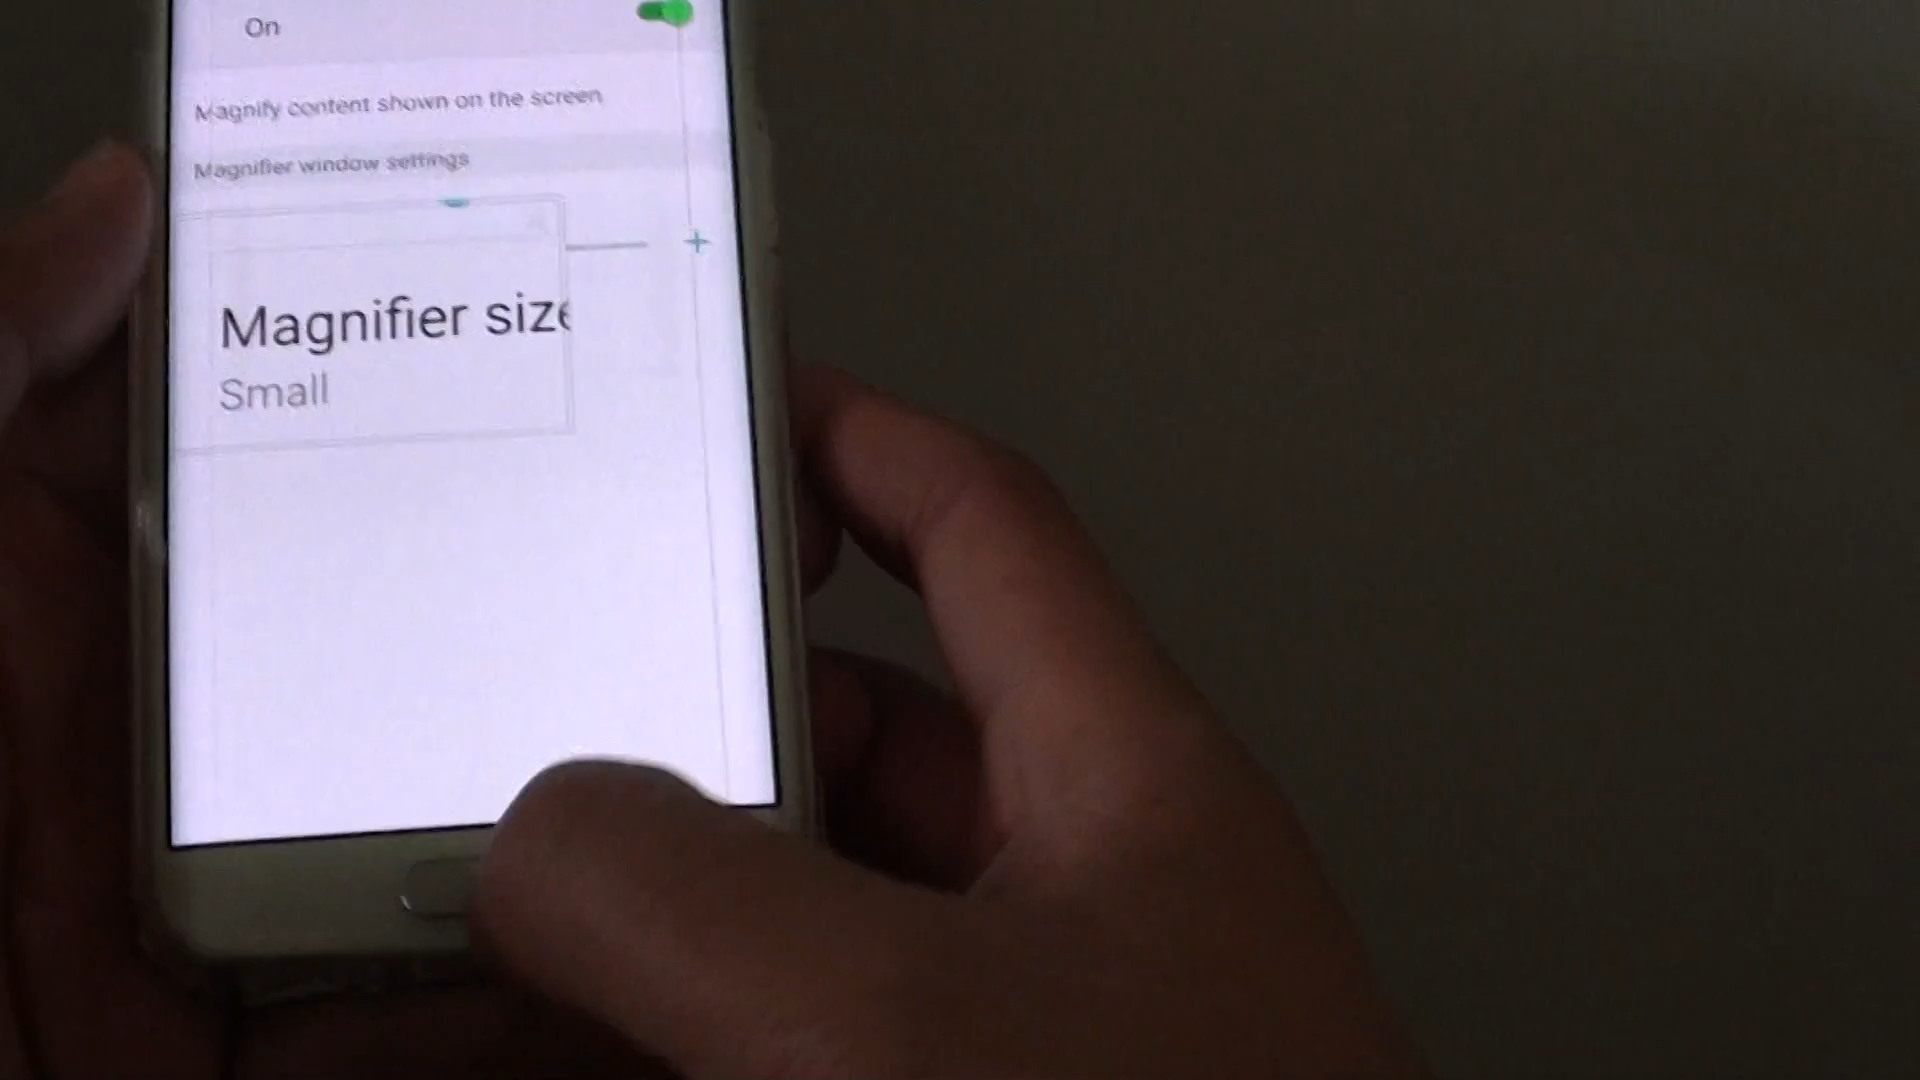 On
Magnify content shown on the screen
Magnifier window settings
+
Magnifier size
Small